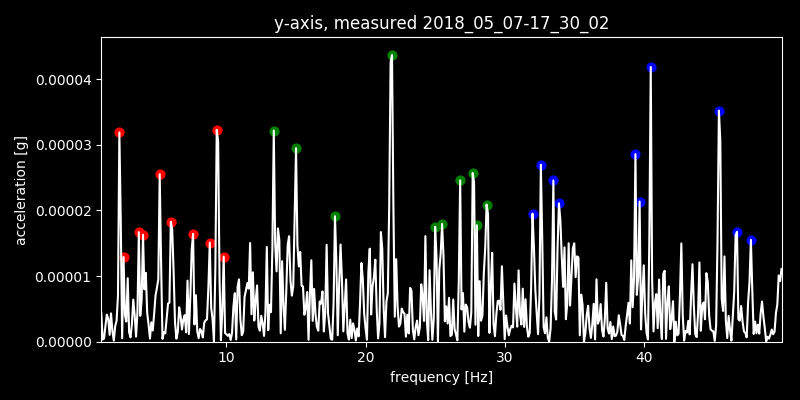 y-axis, measured 2018_05_07-17_30_02
0.00004
0.00003
0.00002
0.00001
0.00000
acceleration [g]
10 20 30 40
frequency [Hz]